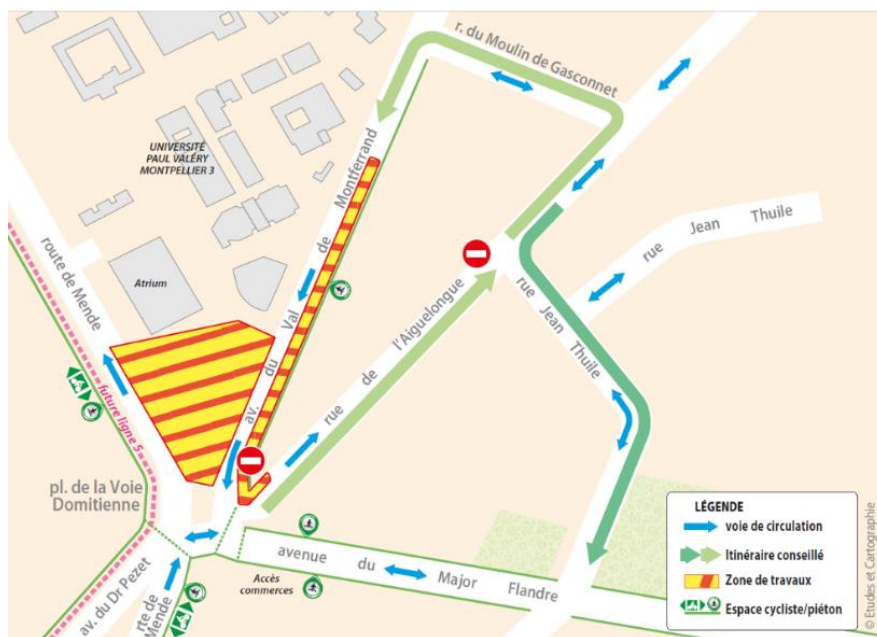 r. du Moulin de Gasconnet
UNIVERSITÉ
PAUL VALÉRY
MONTPELLIER 3
av. du Val de Montferrand
route de Mende
Atrium
rue Jean Thuile
rue de l'Aiguelongue
rue Jean Thuile
future ligne 5
pl. de la Voie
Domitienne
avenue du Major Flandre
Accès
commerces
av. du Dr Pezet
rte de
Mende
LÉGENDE
voie de circulation
Itinéraire conseillé
Zone de travaux
Espace cycliste/piéton
© Etudes et Cartographie